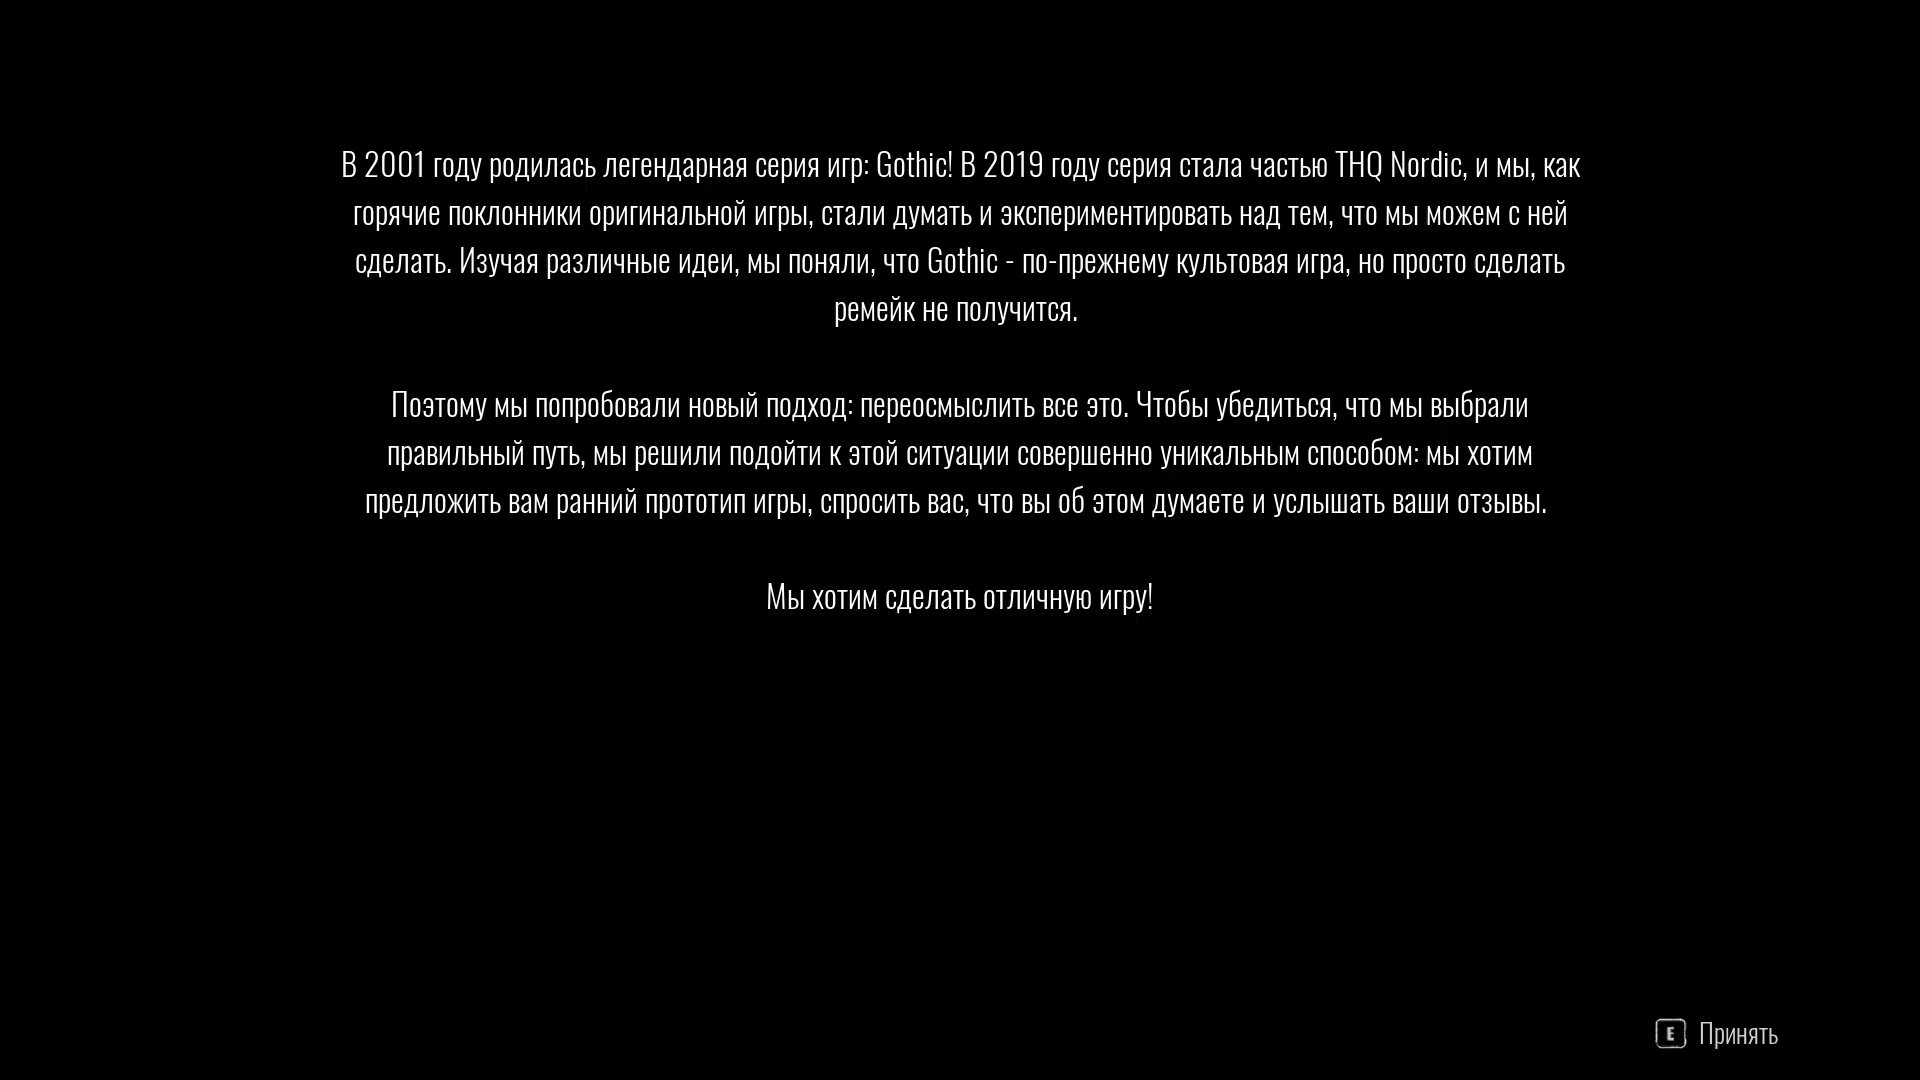 В 2001 году родилась легендарная серия игр: Gothic! В 2019 году серия стала частью THQ Nordic, и мы, как
горячие поклонники оригинальной игры, стали думать и экспериментировать над тем, что мы можем с ней
сделать. Изучая различные идеи, мы поняли, что Gothic - по-прежнему культовая игра, но просто сделать
ремейк не получится.
Поэтому мы попробовали новый подход: переосмыслить все это. Чтобы убедиться, что мы выбрали
правильный путь, мы решили подойти к этой ситуации совершенно уникальным способом: мы хотим
предложить вам ранний прототип игры, спросить вас, что вы об этом думаете и услышать ваши отзывы.
Мы хотим сделать отличную игру!
E Принять